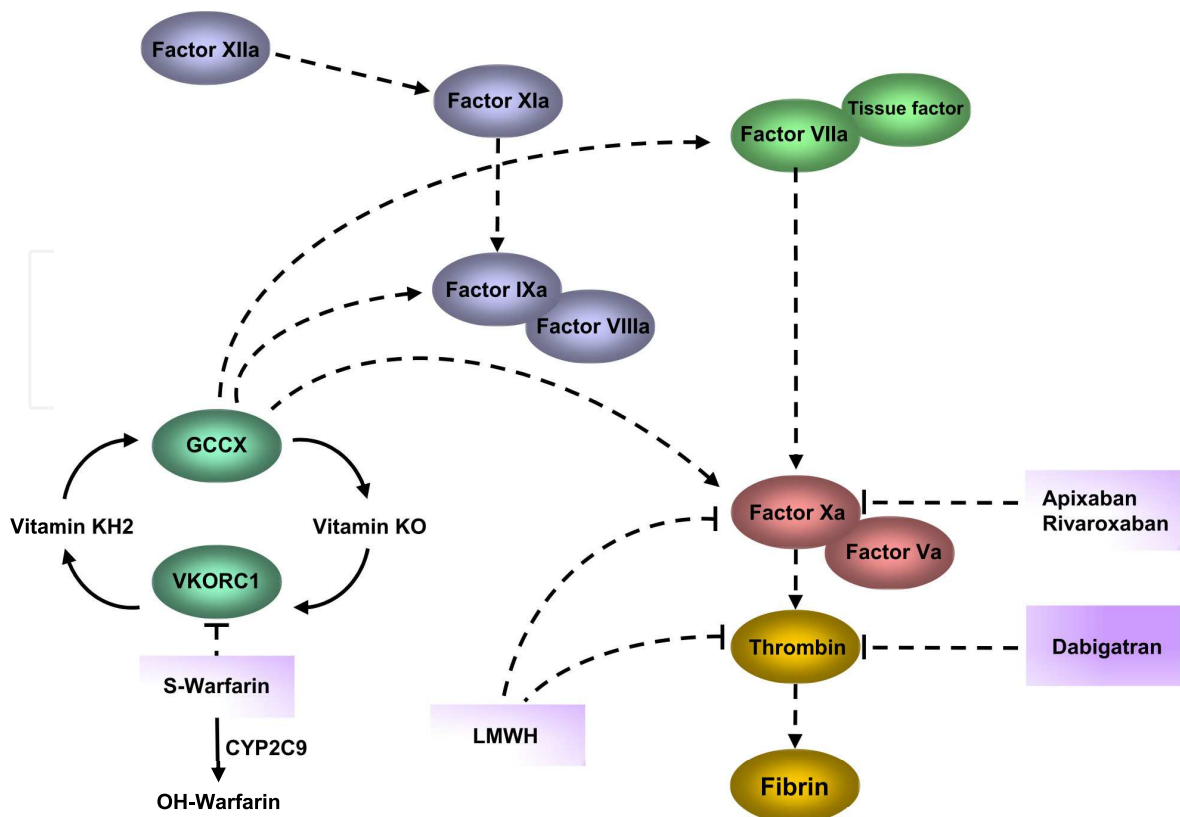 Factor XIIa
Factor XIa
Tissue factor
Factor VIIa
Factor IXa
Factor VIIIa
GCCX
Vitamin KH2
Vitamin KO
VKORC1
S-Warfarin
CYP2C9
OH-Warfarin
Factor Xa
Factor Va
Apixaban
Rivaroxaban
Thrombin
Dabigatran
LMWH
Fibrin